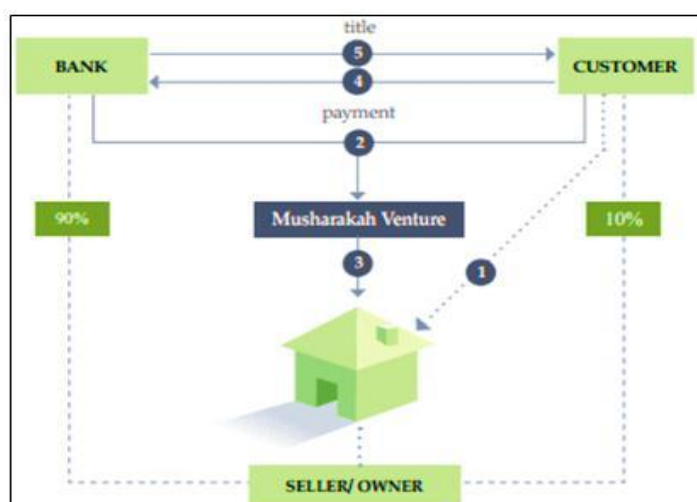 title
5
BANK
CUSTOMER
4
payment
2
90%
Musharakah Venture
10%
3
1
SELLER/ OWNER